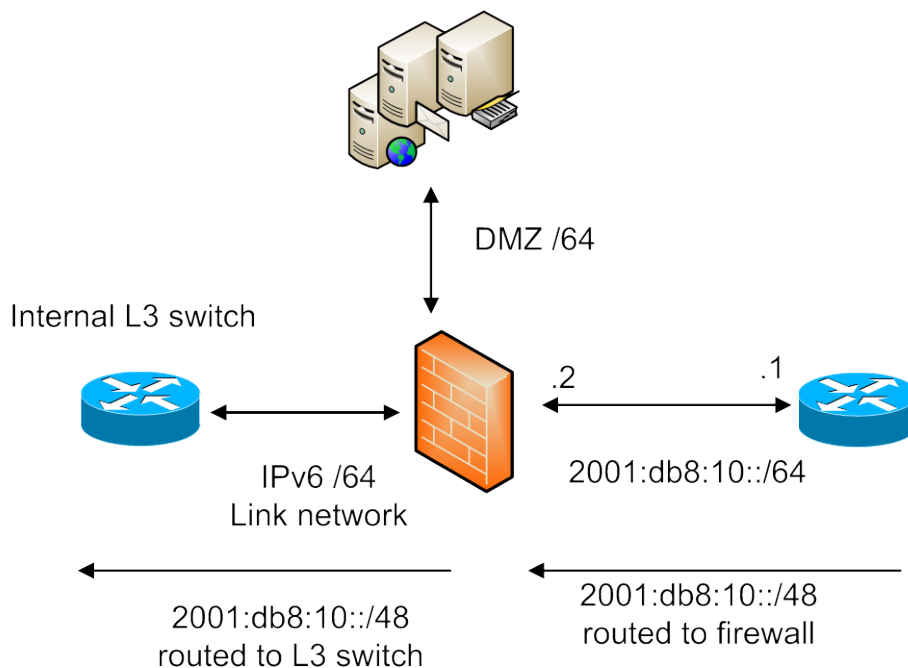 DMZ /64
Internal L3 switch
.2
.1
IPv6 /64
Link network
2001:db8:10::/64
2001:db8:10::/48
routed to L3 switch
2001:db8:10::/48
routed to firewall